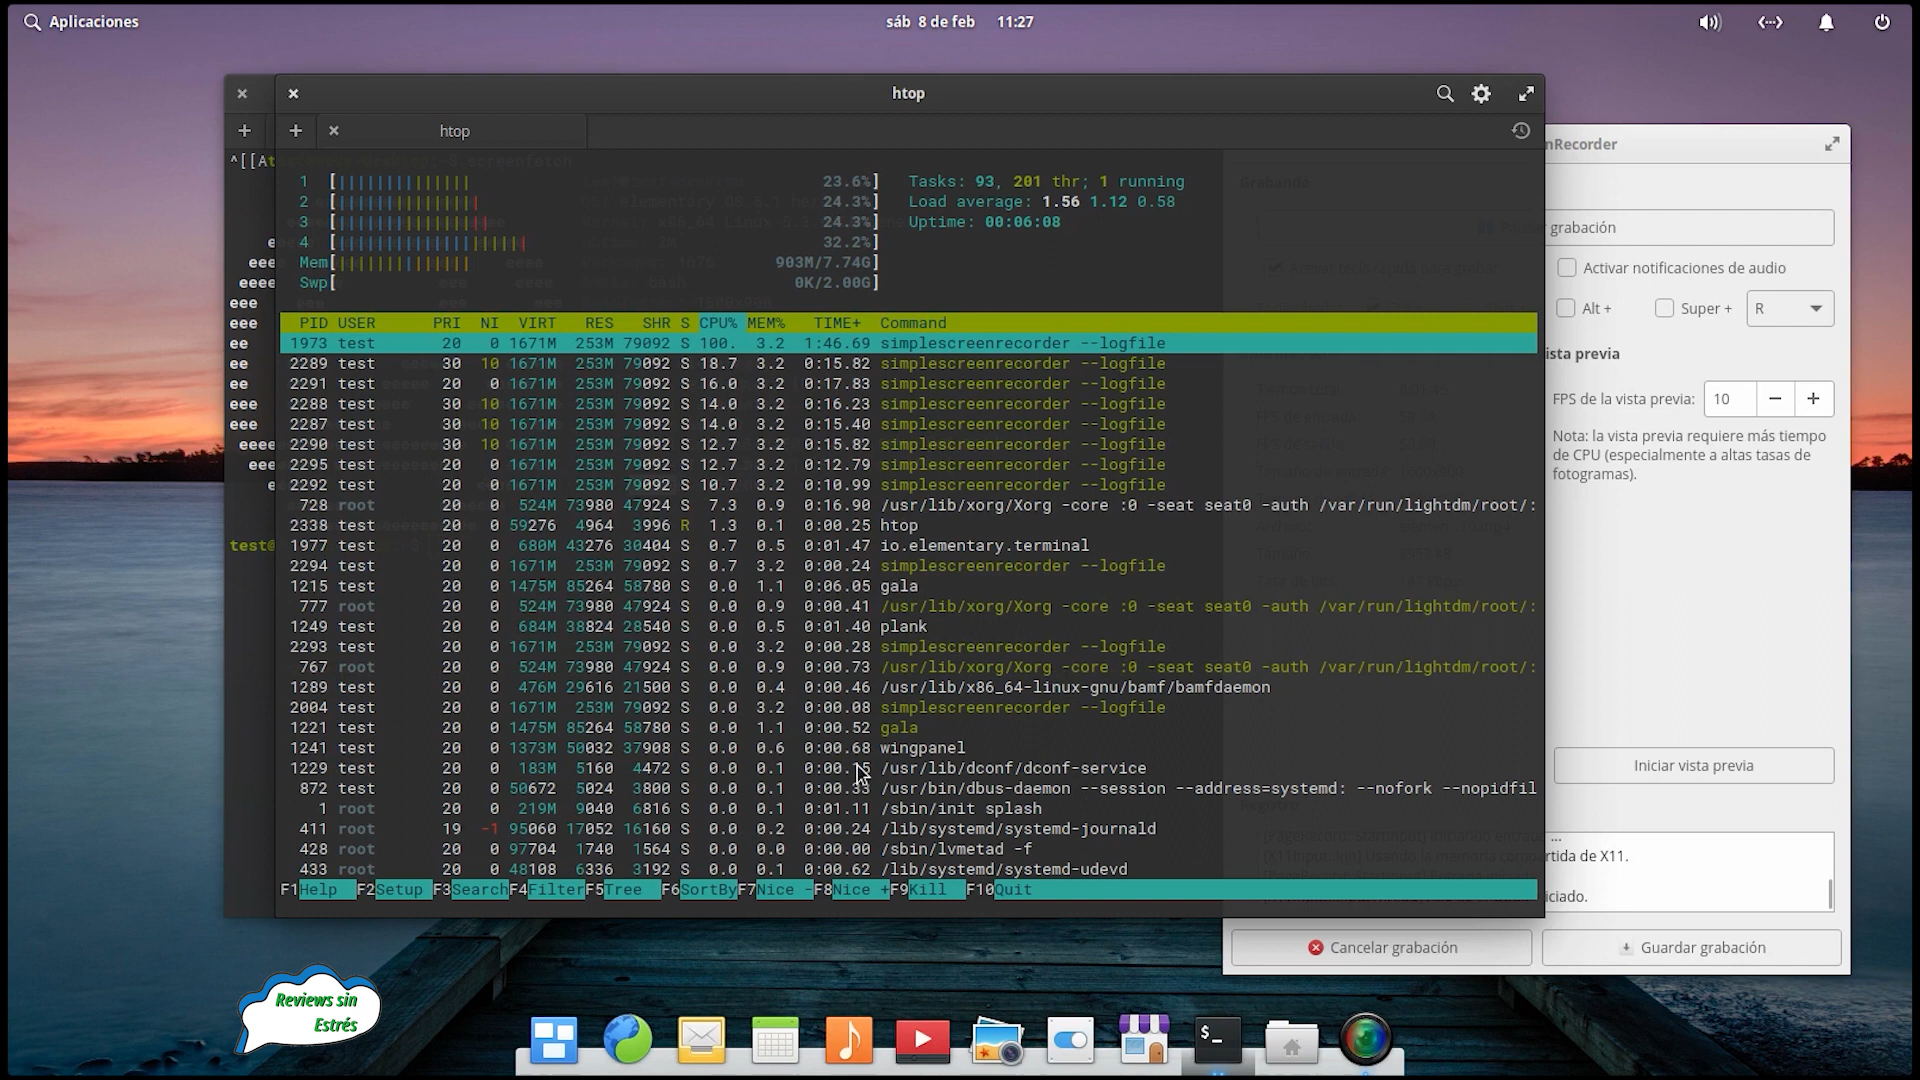 Aplicaciones
sáb 8 de feb 11:27
htop
htop
^[[A
1 [ 23.6%] Tasks: 93, 201 thr; 1 running
2 [ 24.3%] Load average: 1.56 1.12 0.58
3 [ 24.3%] Uptime: 00:06:08
4 [ 32.2%]
Mem[ 903M/7.74G]
Swp[ 0K/2.00G]
PID USER PRI NI VIRT RES SHR S CPU% MEM% TIME+ Command
1973 test 20 0 1671M 253M 79092 S 100. 3.2 1:46.69 simplescreenrecorder --logfile
2289 test 30 10 1671M 253M 79092 S 18.7 3.2 0:15.82 simplescreenrecorder --logfile
2291 test 20 0 1671M 253M 79092 S 16.0 3.2 0:17.83 simplescreenrecorder --logfile
2288 test 30 10 1671M 253M 79092 S 14.0 3.2 0:16.23 simplescreenrecorder --logfile
2287 test 30 10 1671M 253M 79092 S 14.0 3.2 0:15.40 simplescreenrecorder --logfile
2290 test 30 10 1671M 253M 79092 S 12.7 3.2 0:15.82 simplescreenrecorder --logfile
2295 test 20 0 1671M 253M 79092 S 12.7 3.2 0:12.79 simplescreenrecorder --logfile
2292 test 20 0 1671M 253M 79092 S 10.7 3.2 0:10.99 simplescreenrecorder --logfile
728 root 20 0 524M 73980 47924 S 7.3 0.9 0:16.90 /usr/lib/xorg/Xorg -core :0 -seat seat0 -auth /var/run/lightdm/root/:
2338 test 20 0 59276 4964 3996 R 1.3 0.1 0:00.25 htop
1977 test 20 0 680M 43276 30404 S 0.7 0.5 0:01.47 io.elementary.terminal
2294 test 20 0 1671M 253M 79092 S 0.7 3.2 0:00.24 simplescreenrecorder --logfile
1215 test 20 0 1475M 85264 58780 S 0.0 1.1 0:06.05 gala
777 root 20 0 524M 73980 47924 S 0.0 0.9 0:00.41 /usr/lib/xorg/Xorg -core :0 -seat seat0 -auth /var/run/lightdm/root/:
1249 test 20 0 684M 38824 28540 S 0.0 0.5 0:01.40 plank
2293 test 20 0 1671M 253M 79092 S 0.0 3.2 0:00.28 simplescreenrecorder --logfile
767 root 20 0 524M 73980 47924 S 0.0 0.9 0:00.73 /usr/lib/xorg/Xorg -core :0 -seat seat0 -auth /var/run/lightdm/root/:
1289 test 20 0 476M 29616 21500 S 0.0 0.4 0:00.46 /usr/lib/x86_64-linux-gnu/bamf/bamfdaemon
2004 test 20 0 1671M 253M 79092 S 0.0 3.2 0:00.08 simplescreenrecorder --logfile
1221 test 20 0 1475M 85264 58780 S 0.0 1.1 0:00.52 gala
1241 test 20 0 1373M 50032 37908 S 0.0 0.6 0:00.68 wingpanel
1229 test 20 0 183M 5160 4472 S 0.0 0.1 /usr/lib/dconf/dconf-service
872 test 20 0 50672 5024 3800 S 0.0 0.1 0:00.33 /usr/bin/dbus-daemon --session --address=systemd: --nofork --nopidfil
1 root 20 0 219M 9040 6816 S 0.0 0.1 0:01.11 /sbin/init splash
411 root 19 -1 95060 17052 16160 S 0.0 0.2 0:00.24 /lib/systemd/systemd-journald
428 root 20 0 97704 1740 1564 S 0.0 0.0 0:00.00 /sbin/lvmetad -f
433 root 20 0 48108 6336 3192 S 0.0 0.1 0:00.62 /lib/systemd/systemd-udevd
F1Help F2Setup F3SearchF4FilterF5Tree F6SortByF7Nice -F8Nice +F9Kill F10Quit
test@
nRecorder
grabación
Activar notificaciones de audio
Alt + Super + R
ista previa
FPS de la vista previa: 10
Nota: la vista previa requiere más tiempo
de CPU (especialmente a altas tasas de
fotogramas).
Iniciar vista previa
...
[X11Input::Init] Usando la memoria compartida de X11.
iciado.
Cancelar grabación Guardar grabación
Reviews sin
Estrés